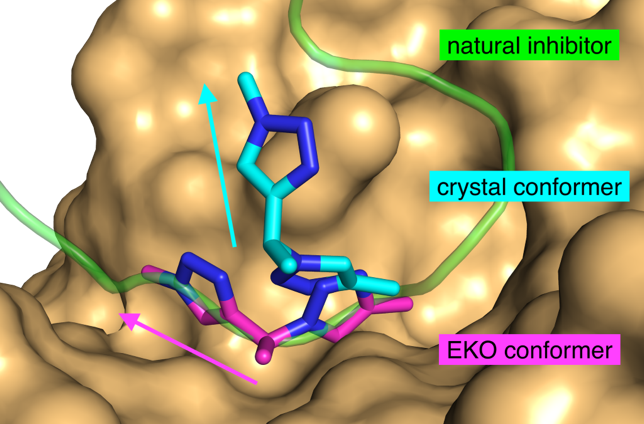 natural inhibitor
crystal conformer
EKO conformer